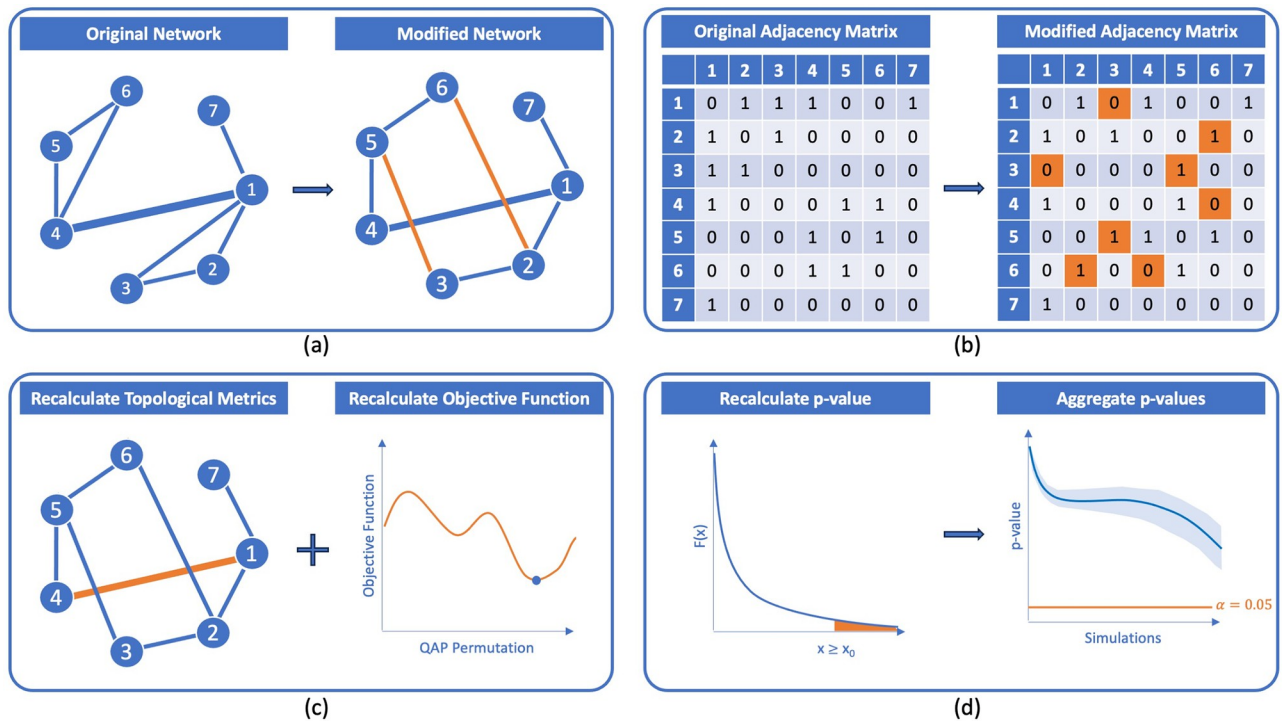 Original Network
Modified Network
6
7
5
1
4
2
3
6
7
5
1
4
2
3
(a)
Original Adjacency Matrix
1 2 3 4 5 6 7
1 0 1 1 1 0 0 1
2 1 0 1 0 0 0 0
3 1 1 0 0 0 0 0
4 1 0 0 0 1 1 0
5 0 0 0 1 0 1 0
6 0 0 0 1 1 0 0
7 1 0 0 0 0 0 0
Modified Adjacency Matrix
1 2 3 4 5 6 7
1 0 1 0 1 0 0 1
2 1 0 1 0 0 1 0
3 0 0 0 0 1 0 0
4 1 0 0 0 1 0 0
5 0 0 1 1 0 1 0
6 0 1 0 0 1 0 0
7 1 0 0 0 0 0 0
(b)
Recalculate Topological Metrics
Recalculate Objective Function
6
7
5
1
4
2
3
+
Objective Function
QAP Permutation
(c)
Recalculate p-value
F(x)
x ≥ x₀
Aggregate p-values
p-value
α = 0.05
Simulations
(d)